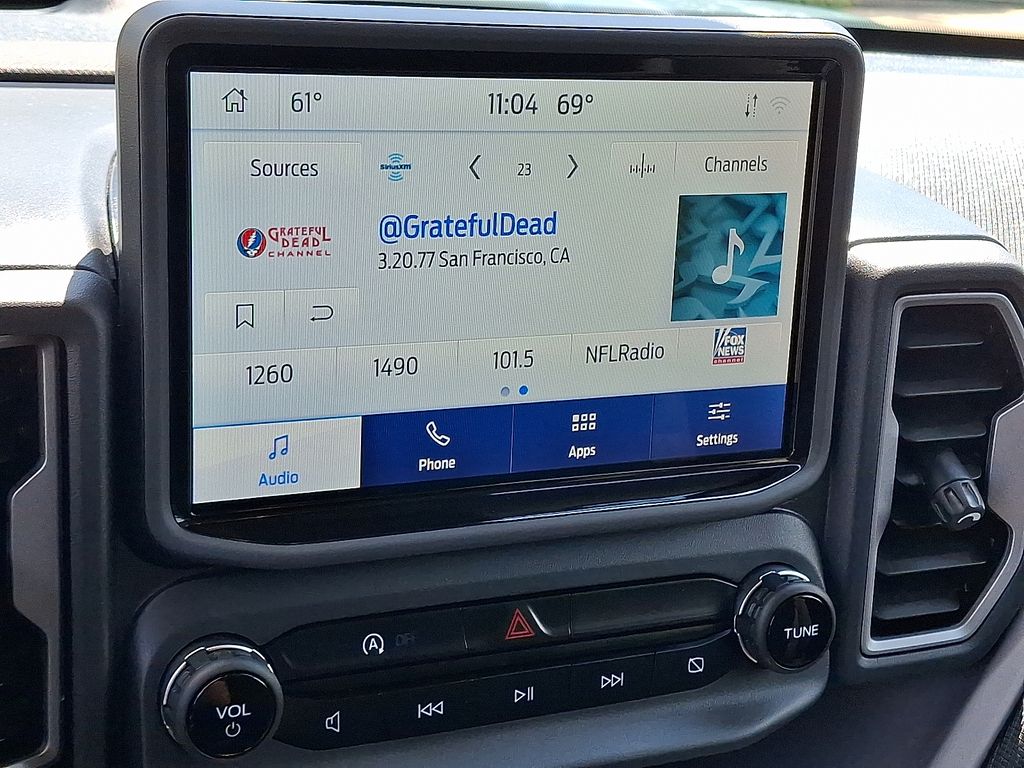 61° 11:04 69°
Sources SiriusXM 23 Channels
GRATEFUL
DEAD
CHANNEL
@GratefulDead
3.20.77 San Francisco, CA
1260 1490 101.5 NFLRadio FOX
NEWS
channel
Audio Phone Apps Settings
A OFF
TUNE
VOL